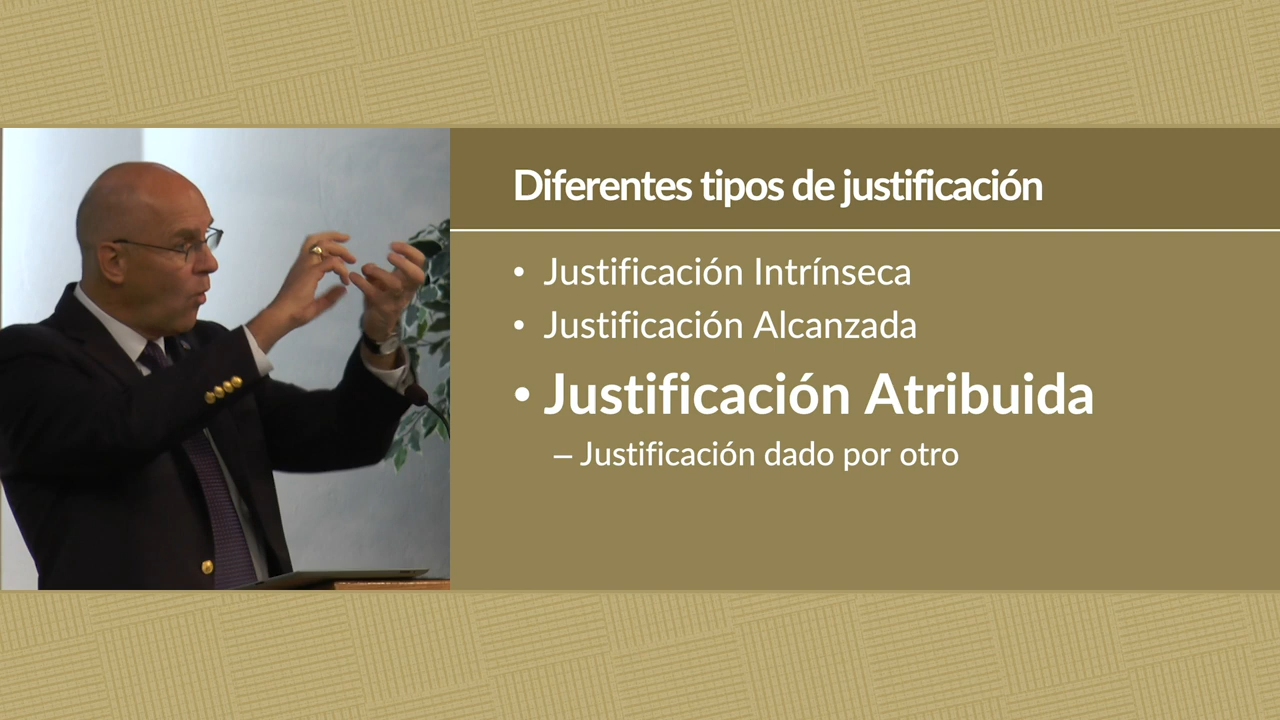 Diferentes tipos de justificación
• Justificación Intrínseca
• Justificación Alcanzada
• Justificación Atribuida
– Justificación dado por otro